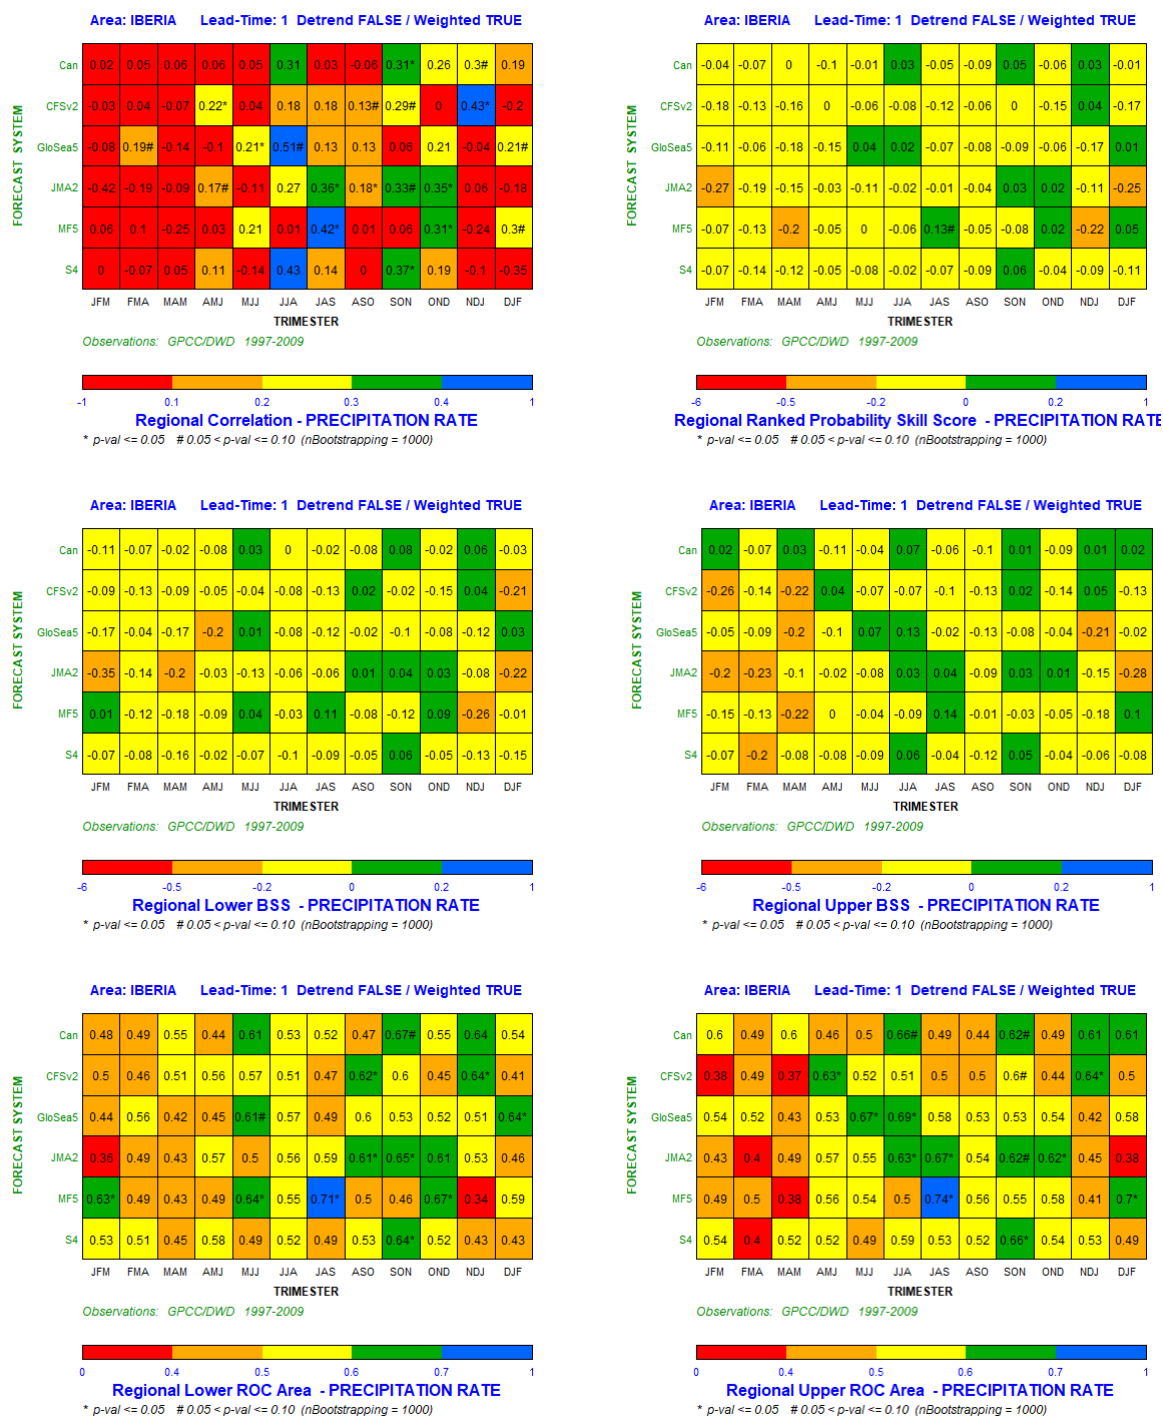 Area: IBERIA Lead-Time: 1 Detrend FALSE / Weighted TRUE
FORECAST SYSTEM
Can 0.02 0.05 0.06 0.06 0.05 0.31 0.03 -0.06 0.31* 0.26 0.3# 0.19
CFSv2 -0.03 0.04 -0.07 0.22* 0.04 0.18 0.18 0.13# 0.29# 0 0.43* -0.2
GloSea5 -0.08 0.19# -0.14 -0.1 0.21* 0.51# 0.13 0.13 0.06 0.21 -0.04 0.21#
JMA2 -0.42 -0.19 -0.09 0.17# -0.11 0.27 0.36* 0.18* 0.33# 0.35* 0.06 -0.18
MF5 0.06 0.1 -0.25 0.03 0.21 0.01 0.42* 0.01 0.06 0.31* -0.24 0.3#
S4 0 -0.07 0.05 0.11 -0.14 0.43 0.14 0 0.37* 0.19 -0.1 -0.35
JFM FMA MAM AMJ MJJ JJA JAS ASO SON OND NDJ DJF
TRIMESTER
Observations: GPCC/DWD 1997-2009
-1 0.1 0.2 0.3 0.4 1
Regional Correlation - PRECIPITATION RATE
* p-val <= 0.05 # 0.05 < p-val <= 0.10 (nBootstrapping = 1000)
Area: IBERIA Lead-Time: 1 Detrend FALSE / Weighted TRUE
FORECAST SYSTEM
Can -0.04 -0.07 0 -0.1 -0.01 0.03 -0.05 -0.09 0.05 -0.06 0.03 -0.01
CFSv2 -0.18 -0.13 -0.16 0 -0.06 -0.08 -0.12 -0.06 0 -0.15 0.04 -0.17
GloSea5 -0.11 -0.06 -0.18 -0.15 0.04 0.02 -0.07 -0.08 -0.09 -0.06 -0.17 0.01
JMA2 -0.27 -0.19 -0.15 -0.03 -0.11 -0.02 -0.01 -0.04 0.03 0.02 -0.11 -0.25
MF5 -0.07 -0.13 -0.2 -0.05 0 -0.06 0.13# -0.05 -0.08 0.02 -0.22 0.05
S4 -0.07 -0.14 -0.12 -0.05 -0.08 -0.02 -0.07 -0.09 0.06 -0.04 -0.09 -0.11
JFM FMA MAM AMJ MJJ JJA JAS ASO SON OND NDJ DJF
TRIMESTER
Observations: GPCC/DWD 1997-2009
-6 -0.5 -0.2 0 0.2 1
Regional Ranked Probability Skill Score - PRECIPITATION RATE
* p-val <= 0.05 # 0.05 < p-val <= 0.10 (nBootstrapping = 1000)
Area: IBERIA Lead-Time: 1 Detrend FALSE / Weighted TRUE
FORECAST SYSTEM
Can -0.11 -0.07 -0.02 -0.08 0.03 0 -0.02 -0.08 0.08 -0.02 0.06 -0.03
CFSv2 -0.09 -0.13 -0.09 -0.05 -0.04 -0.08 -0.13 0.02 -0.02 -0.15 0.04 -0.21
GloSea5 -0.17 -0.04 -0.17 -0.2 0.01 -0.08 -0.12 -0.02 -0.1 -0.08 -0.12 0.03
JMA2 -0.35 -0.14 -0.2 -0.03 -0.13 -0.06 -0.06 0.01 0.04 0.03 -0.08 -0.22
MF5 0.01 -0.12 -0.18 -0.09 0.04 -0.03 0.11 -0.08 -0.12 0.09 -0.26 -0.01
S4 -0.07 -0.08 -0.16 -0.02 -0.07 -0.1 -0.09 -0.05 0.06 -0.05 -0.13 -0.15
JFM FMA MAM AMJ MJJ JJA JAS ASO SON OND NDJ DJF
TRIMESTER
Observations: GPCC/DWD 1997-2009
-6 -0.5 -0.2 0 0.2 1
Regional Lower BSS - PRECIPITATION RATE
* p-val <= 0.05 # 0.05 < p-val <= 0.10 (nBootstrapping = 1000)
Area: IBERIA Lead-Time: 1 Detrend FALSE / Weighted TRUE
FORECAST SYSTEM
Can 0.02 -0.07 0.03 -0.11 -0.04 0.07 -0.06 -0.1 0.01 -0.09 0.01 0.02
CFSv2 -0.26 -0.14 -0.22 0.04 -0.07 -0.07 -0.1 -0.13 0.02 -0.14 0.05 -0.13
GloSea5 -0.05 -0.09 -0.2 -0.1 0.07 0.13 -0.02 -0.13 -0.08 -0.04 -0.21 -0.02
JMA2 -0.2 -0.23 -0.1 -0.02 -0.08 0.03 0.04 -0.09 0.03 0.01 -0.15 -0.28
MF5 -0.15 -0.13 -0.22 0 -0.04 -0.09 0.14 -0.01 -0.03 -0.05 -0.18 0.1
S4 -0.07 -0.2 -0.08 -0.08 -0.09 0.06 -0.04 -0.12 0.05 -0.04 -0.06 -0.08
JFM FMA MAM AMJ MJJ JJA JAS ASO SON OND NDJ DJF
TRIMESTER
Observations: GPCC/DWD 1997-2009
-6 -0.5 -0.2 0 0.2 1
Regional Upper BSS - PRECIPITATION RATE
* p-val <= 0.05 # 0.05 < p-val <= 0.10 (nBootstrapping = 1000)
Area: IBERIA Lead-Time: 1 Detrend FALSE / Weighted TRUE
FORECAST SYSTEM
Can 0.48 0.49 0.55 0.44 0.61 0.53 0.52 0.47 0.67# 0.55 0.64 0.54
CFSv2 0.5 0.46 0.51 0.56 0.57 0.51 0.47 0.62* 0.6 0.45 0.64* 0.41
GloSea5 0.44 0.56 0.42 0.45 0.61# 0.57 0.49 0.6 0.53 0.52 0.51 0.64*
JMA2 0.36 0.49 0.43 0.57 0.5 0.56 0.59 0.61* 0.65* 0.61 0.53 0.46
MF5 0.63* 0.49 0.43 0.49 0.64* 0.55 0.71* 0.5 0.46 0.67* 0.34 0.59
S4 0.53 0.51 0.45 0.58 0.49 0.52 0.49 0.53 0.64* 0.52 0.43 0.43
JFM FMA MAM AMJ MJJ JJA JAS ASO SON OND NDJ DJF
TRIMESTER
Observations: GPCC/DWD 1997-2009
0 0.4 0.5 0.6 0.7 1
Regional Lower ROC Area - PRECIPITATION RATE
* p-val <= 0.05 # 0.05 < p-val <= 0.10 (nBootstrapping = 1000)
Area: IBERIA Lead-Time: 1 Detrend FALSE / Weighted TRUE
FORECAST SYSTEM
Can 0.6 0.49 0.6 0.46 0.5 0.66# 0.49 0.44 0.62# 0.49 0.61 0.61
CFSv2 0.38 0.49 0.37 0.63* 0.52 0.51 0.5 0.5 0.6# 0.44 0.64* 0.5
GloSea5 0.54 0.52 0.43 0.53 0.67* 0.69* 0.58 0.53 0.53 0.54 0.42 0.58
JMA2 0.43 0.4 0.49 0.57 0.55 0.63* 0.67* 0.54 0.62# 0.62* 0.45 0.38
MF5 0.49 0.5 0.38 0.56 0.54 0.5 0.74* 0.56 0.55 0.58 0.41 0.7*
S4 0.54 0.4 0.52 0.52 0.49 0.59 0.53 0.52 0.66* 0.54 0.53 0.49
JFM FMA MAM AMJ MJJ JJA JAS ASO SON OND NDJ DJF
TRIMESTER
Observations: GPCC/DWD 1997-2009
0 0.4 0.5 0.6 0.7 1
Regional Upper ROC Area - PRECIPITATION RATE
* p-val <= 0.05 # 0.05 < p-val <= 0.10 (nBootstrapping = 1000)